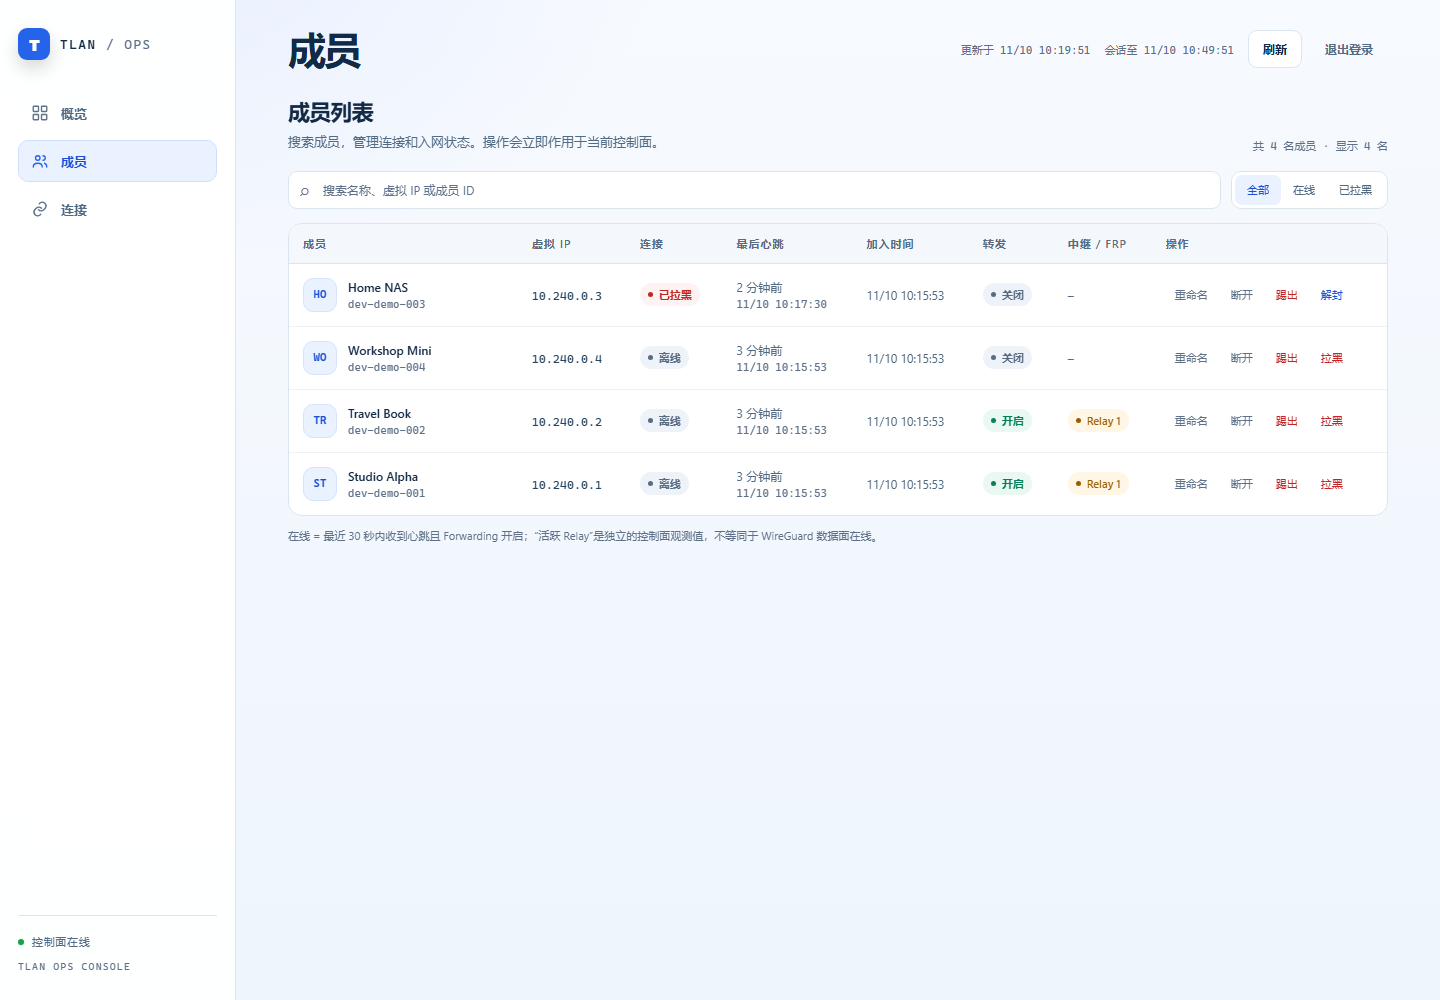 T TLAN / OPS
概览
成员
连接
控制面在线
TLAN OPS CONSOLE
成员
更新于 11/10 10:19:51 会话至 11/10 10:49:51 刷新 退出登录
成员列表
搜索成员，管理连接和入网状态。操作会立即作用于当前控制面。
共 4 名成员 · 显示 4 名
搜索名称、虚拟 IP 或成员 ID
全部 在线 已拉黑
成员 虚拟 IP 连接 最后心跳 加入时间 转发 中继 / FRP 操作
HO Home NAS 10.240.0.3 已拉黑 2 分钟前 11/10 10:15:53 关闭 – 重命名 断开 踢出 解封
dev-demo-003 11/10 10:17:30
WO Workshop Mini 10.240.0.4 离线 3 分钟前 11/10 10:15:53 关闭 – 重命名 断开 踢出 拉黑
dev-demo-004 11/10 10:15:53
TR Travel Book 10.240.0.2 离线 3 分钟前 11/10 10:15:53 开启 Relay 1 重命名 断开 踢出 拉黑
dev-demo-002 11/10 10:15:53
ST Studio Alpha 10.240.0.1 离线 3 分钟前 11/10 10:15:53 开启 Relay 1 重命名 断开 踢出 拉黑
dev-demo-001 11/10 10:15:53
在线 = 最近 30 秒内收到心跳且 Forwarding 开启；“活跃 Relay”是独立的控制面观测值，不等同于 WireGuard 数据面在线。